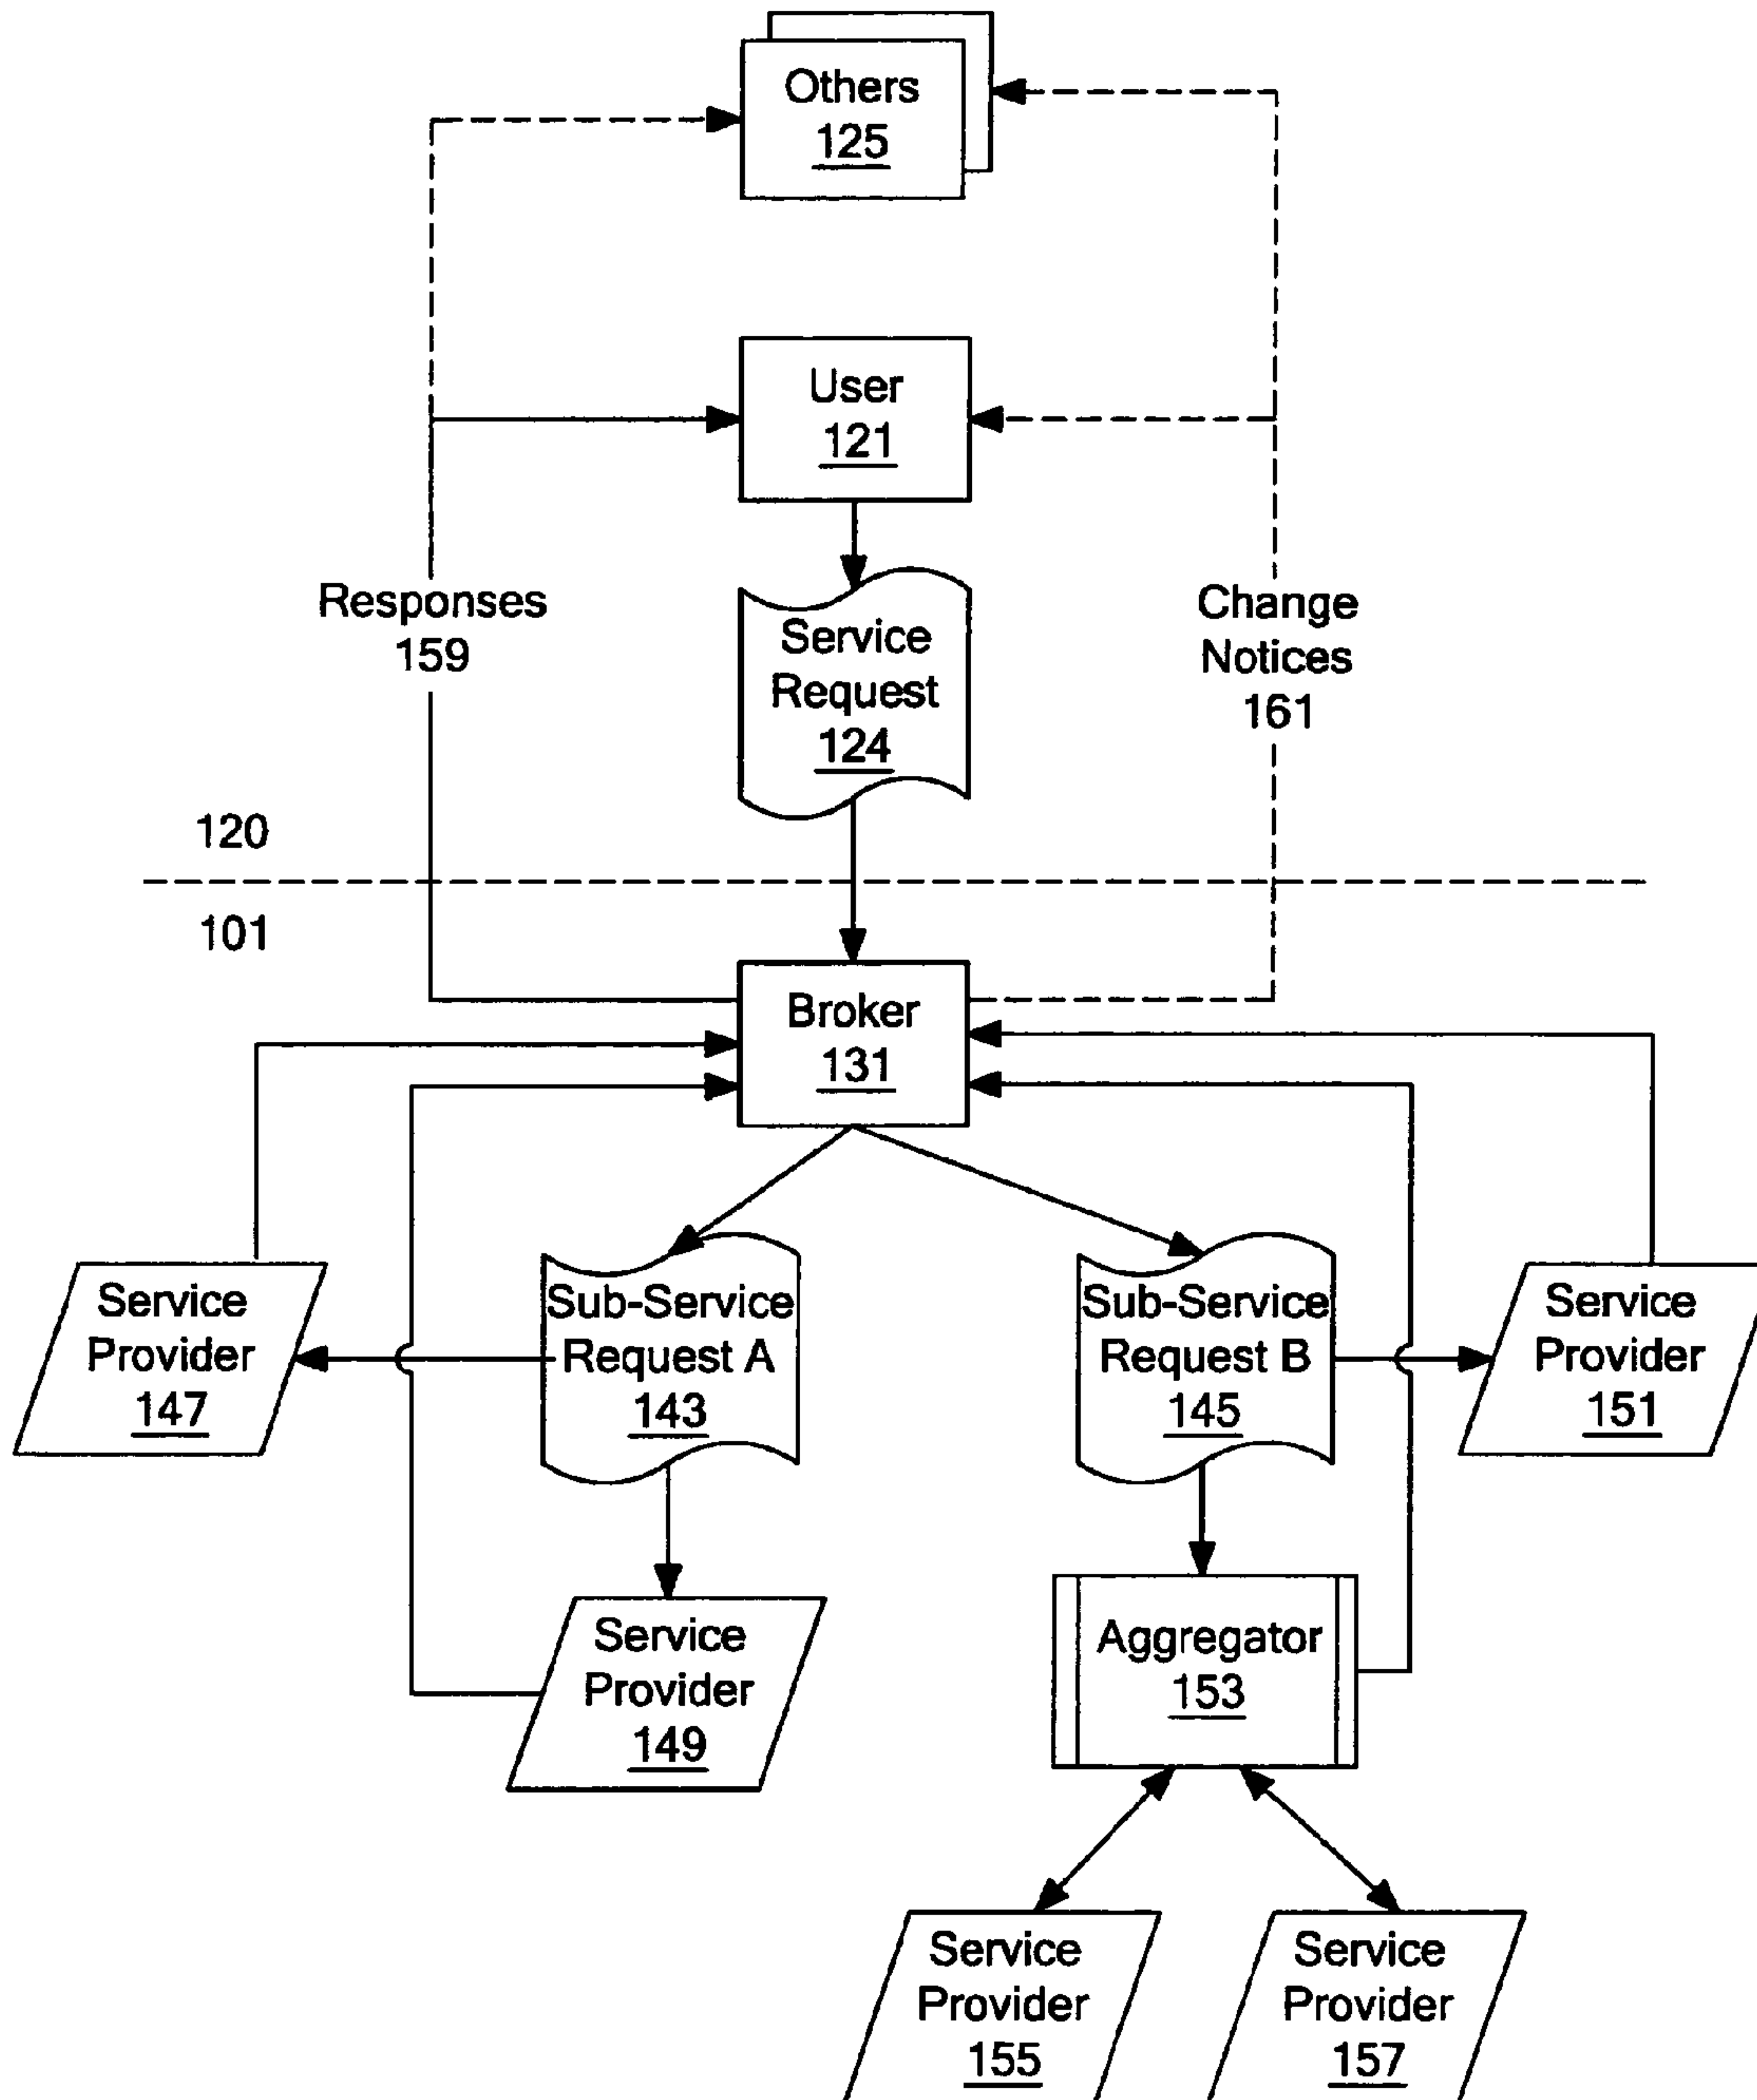 Others
125
User
121
Responses
159
Service
Request
124
Change
Notices
161
120
101
Broker
131
Service
Provider
147
Sub-Service
Request A
143
Sub-Service
Request B
145
Service
Provider
151
Service
Provider
149
Aggregator
153
Service
Provider
155
Service
Provider
157